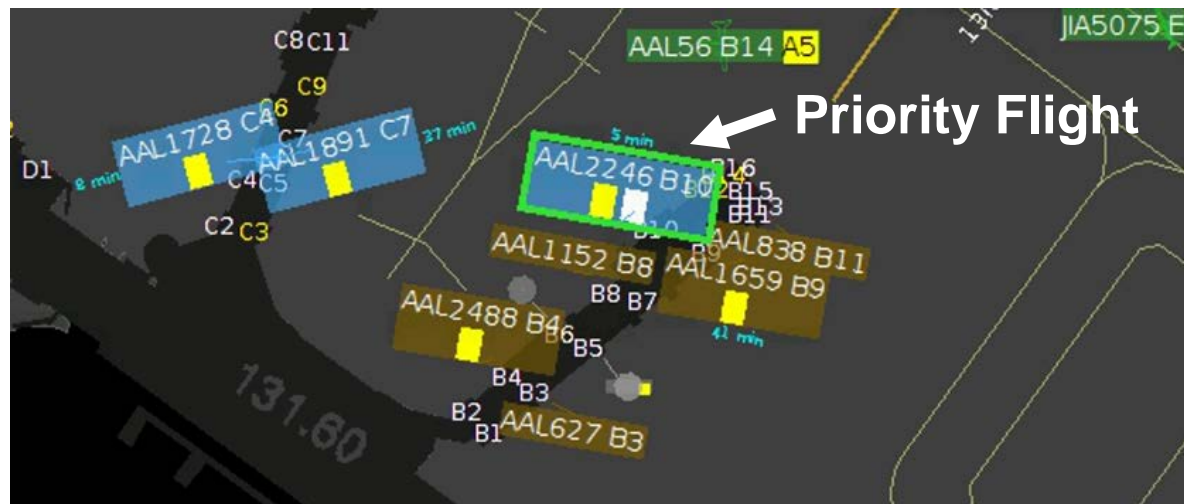 C8 C11
AAL56 B14 A5
JIA5075 E
C9
C6
Priority Flight
AAL1728 C4
C7
AAL1891 C7
27 min
5 min
D1
8 min
C4 C5
AAL2246
B16
B15
B13
B11
C2 C3
B10
AAL838 B11
AAL1152 B8
B9
AAL1659 B9
B8 B7
AAL2488 B4
B6
B5
41 min
B4 B3
131.60
B2
B1
AAL627 B3